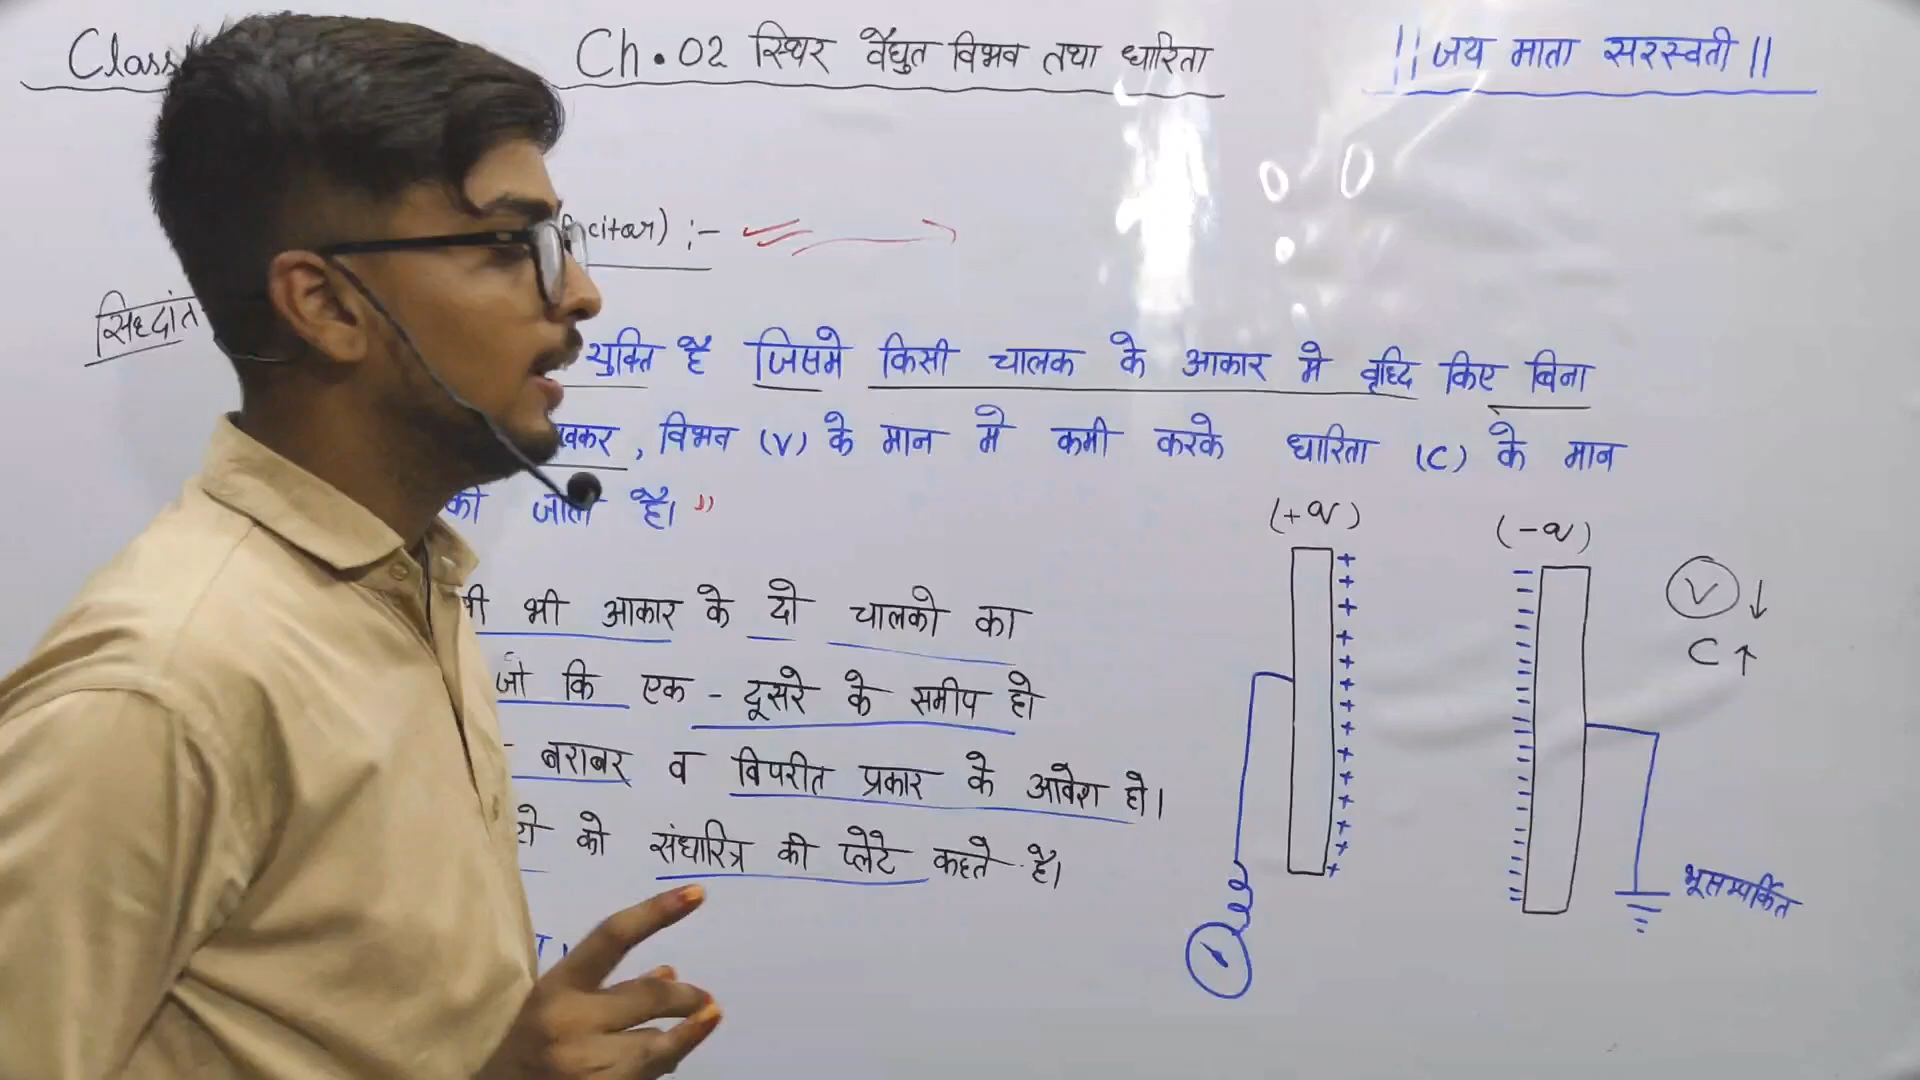 Class
Ch. 02 स्थिर वैद्युत विभव तथा धारिता
||जय माता सरस्वती||
citor) :-
सिद्धांत
युक्ति है जिसमे किसी चालक के आकार मे वृध्दि किए बिना
खकर, विभव (V) के मान मे कमी करके धारिता (C) के मान
की जाती है। "
(+q) (-q)
V ↓
C ↑
भी आकार के दो चालको का
जो कि एक - दूसरे के समीप हो
- बराबर व विपरीत प्रकार के आवेश हो।
को संधारित्र की प्लेटे कहते है।
भूसम्पर्कित